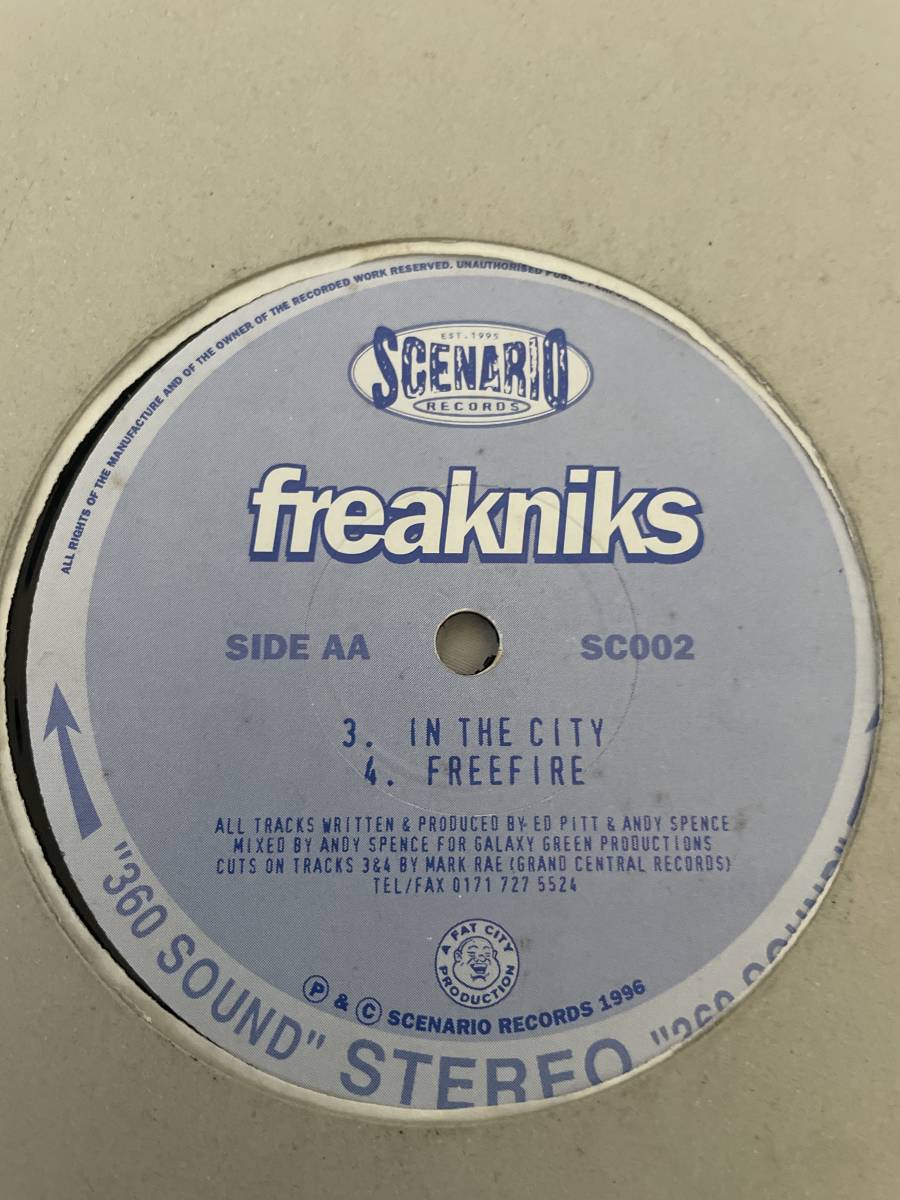 ALL RIGHTS OF THE MANUFACTURE AND OF THE OWNER OF THE RECORDED WORK RESERVED. UNAUTHORISED
EST. 1995
SCENARIO
RECORDS
freakniks
SIDE AA SC002
3. IN THE CITY
4. FREEFIRE
ALL TRACKS WRITTEN & PRODUCED BY ED PITT & ANDY SPENCE
MIXED BY ANDY SPENCE FOR GALAXY GREEN PRODUCTIONS
CUTS ON TRACKS 3&4 BY MARK RAE (GRAND CENTRAL RECORDS)
TEL/FAX 0171 727 5524
A FAT CITY
PRODUCTION
Ⓟ & © SCENARIO RECORDS 1996
"360 SOUND" STEREO "360 SOUND"